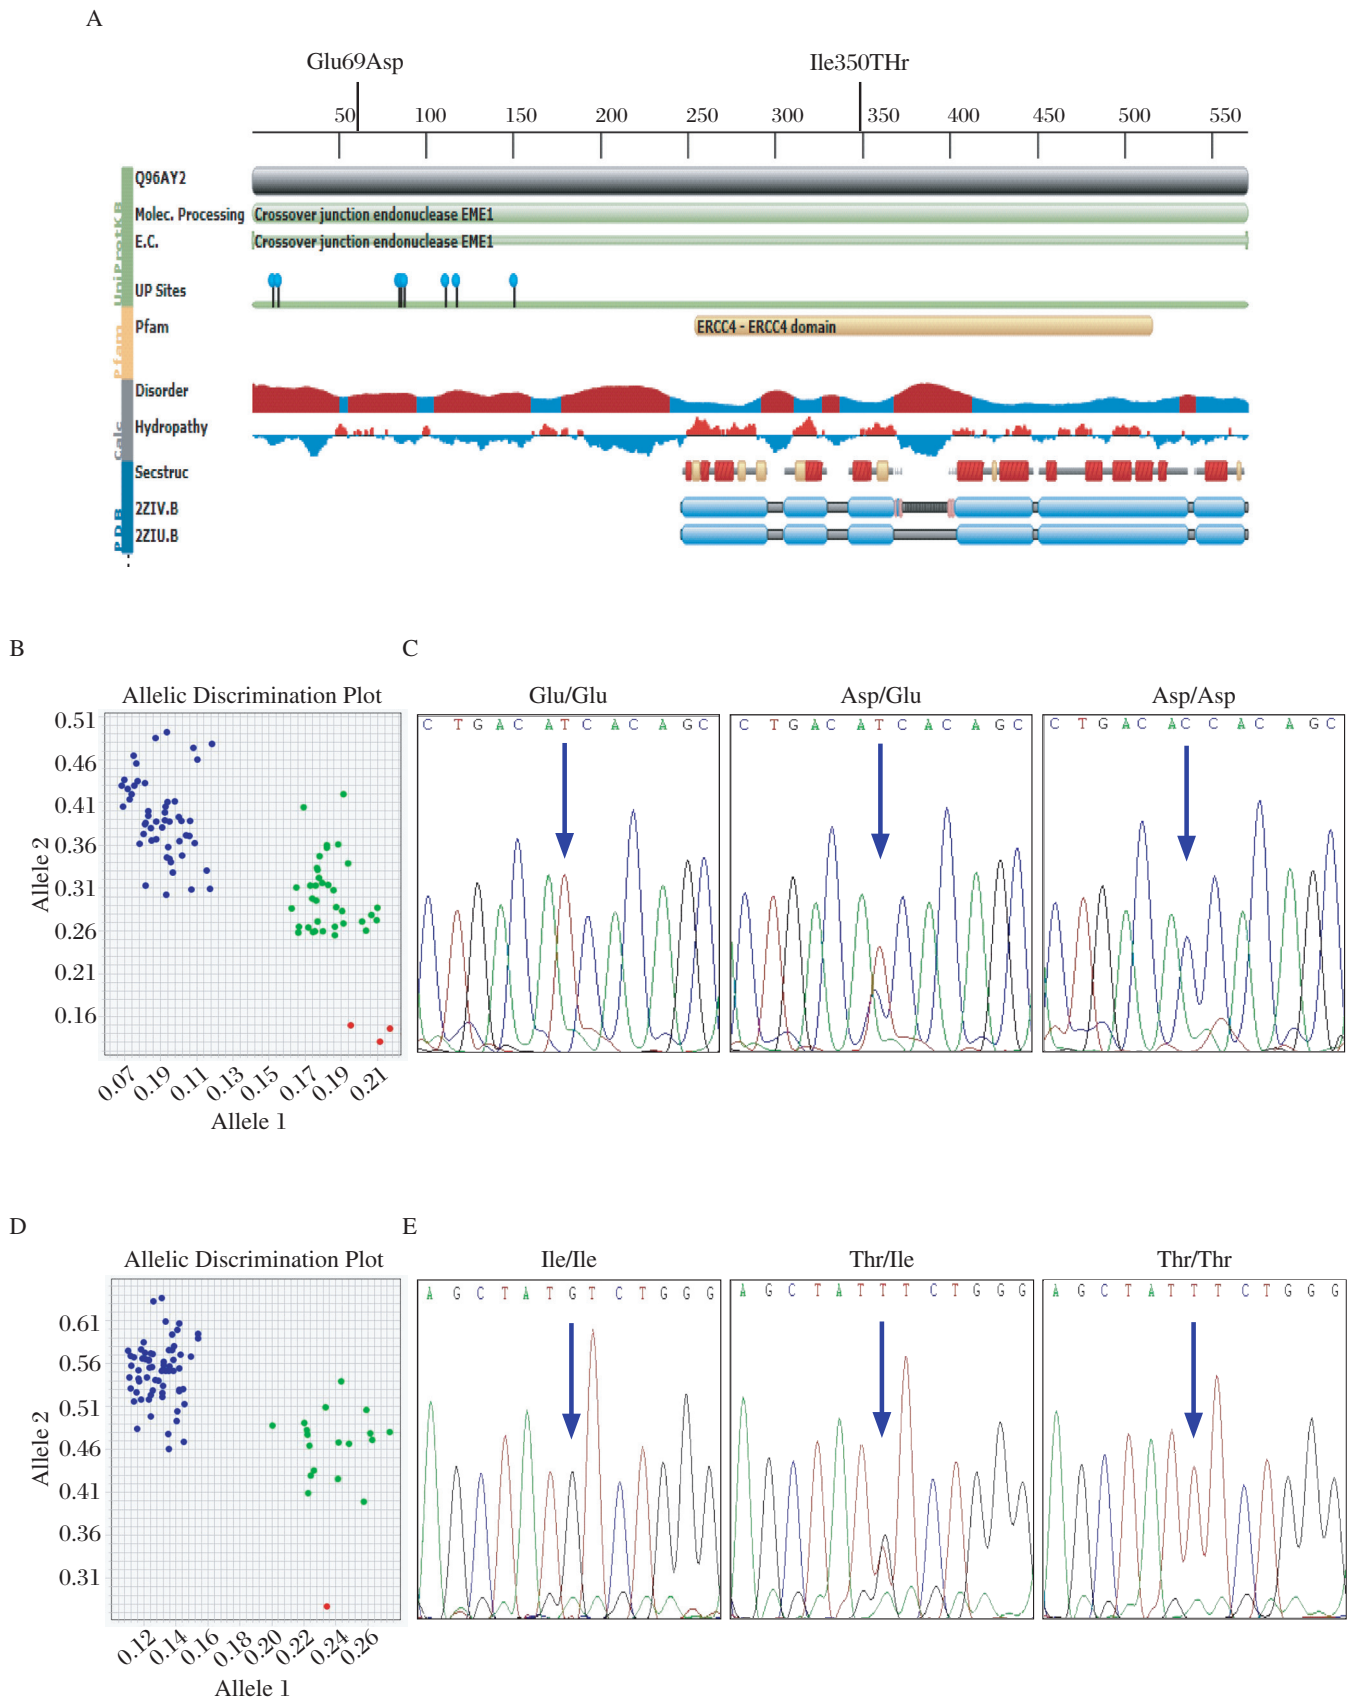 A
Glu69Asp Ile350THr
50 100 150 200 250 300 350 400 450 500 550
UniProtKB
Q96AY2
Molec. Processing Crossover junction endonuclease EME1
E.C. Crossover junction endonuclease EME1
UP Sites
Pfam
Pfam ERCC4 - ERCC4 domain
Calc
Disorder
Hydropathy
PDB
Secstruc
2ZIV.B
2ZIU.B
B
Allelic Discrimination Plot
Allele 2
0.51
0.46
0.41
0.36
0.31
0.26
0.21
0.16
0.07 0.19 0.11 0.13 0.15 0.17 0.19 0.21
Allele 1
C
Glu/Glu Asp/Glu Asp/Asp
C T G A C A T C A C A G C
C T G A C A T C A C A G C
C T G A C A C C A C A G C
D
Allelic Discrimination Plot
Allele 2
0.61
0.56
0.51
0.46
0.41
0.36
0.31
0.12 0.14 0.16 0.18 0.20 0.22 0.24 0.26
Allele 1
E
Ile/Ile Thr/Ile Thr/Thr
A G C T A T G T C T G G G
A G C T A T T T C T G G G
A G C T A T T T C T G G G